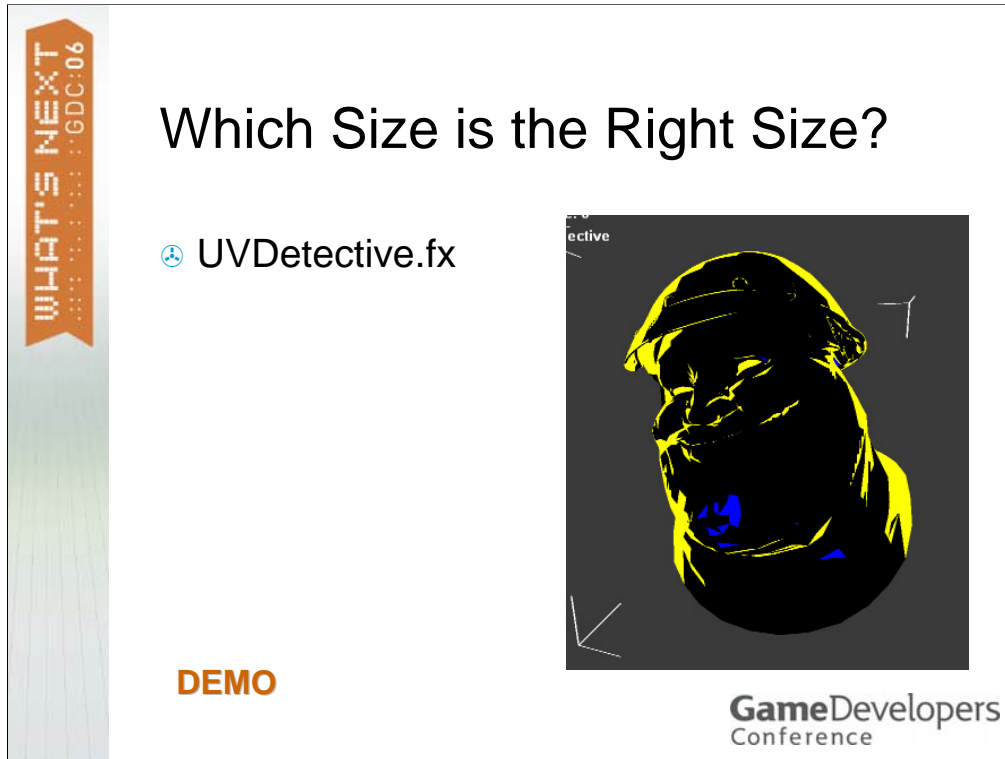 WHAT'S NEXT
GDC:06
Which Size is the Right Size?
UVDetective.fx
ective
DEMO
GameDevelopers
Conference